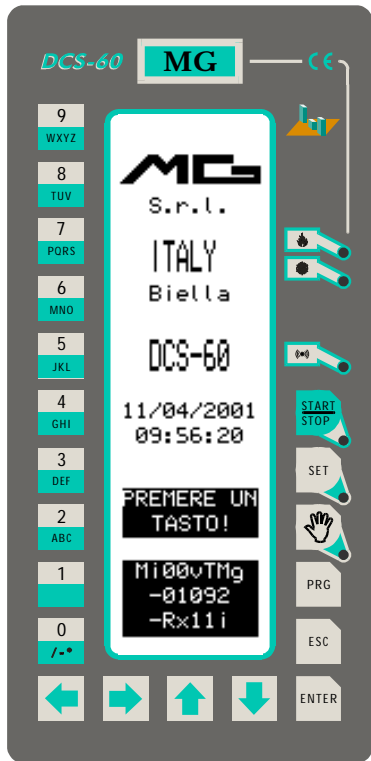 DCS-60 MG CE
9
WXYZ
8
TUV
7
PQRS
6
MNO
5
JKL
4
GHI
3
DEF
2
ABC
1
0
/-°
MG
S.r.l.
ITALY
Biella
DCS-60
11/04/2001
09:56:20
PREMERE UN
TASTO!
Mi00vTMg
-01092
-Rx11i
START
STOP
SET
PRG
ESC
ENTER